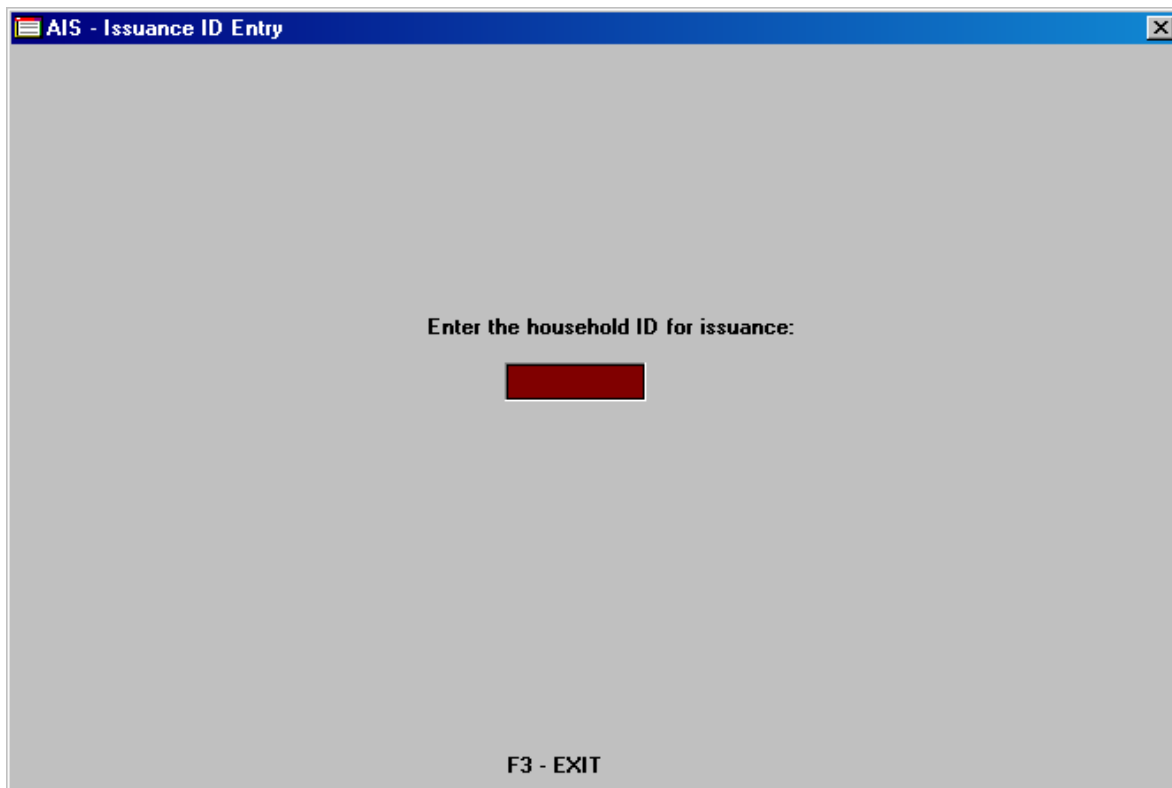 AIS - Issuance ID Entry
Enter the household ID for issuance:
F3 - EXIT